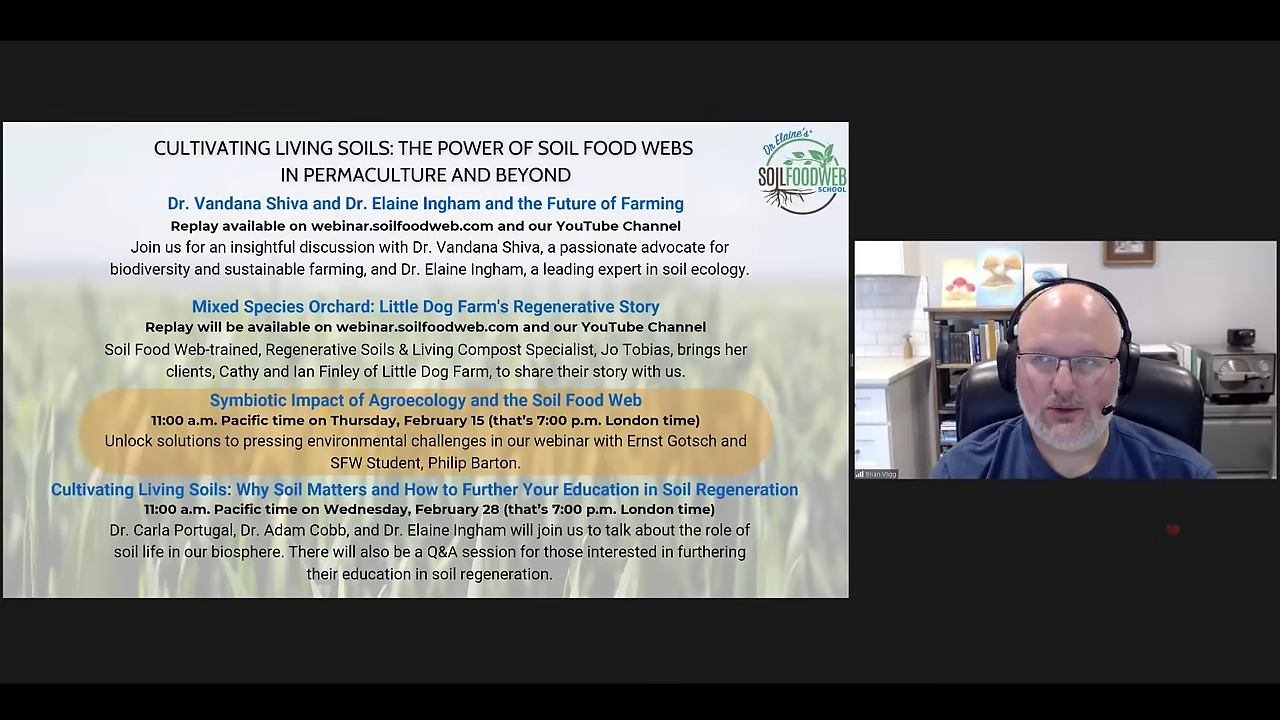 CULTIVATING LIVING SOILS: THE POWER OF SOIL FOOD WEBS
IN PERMACULTURE AND BEYOND
Dr. Elaine's
SOILFOODWEB
SCHOOL
Dr. Vandana Shiva and Dr. Elaine Ingham and the Future of Farming
Replay available on webinar.soilfoodweb.com and our YouTube Channel
Join us for an insightful discussion with Dr. Vandana Shiva, a passionate advocate for
biodiversity and sustainable farming, and Dr. Elaine Ingham, a leading expert in soil ecology.
Mixed Species Orchard: Little Dog Farm's Regenerative Story
Replay will be available on webinar.soilfoodweb.com and our YouTube Channel
Soil Food Web-trained, Regenerative Soils & Living Compost Specialist, Jo Tobias, brings her
clients, Cathy and Ian Finley of Little Dog Farm, to share their story with us.
Symbiotic Impact of Agroecology and the Soil Food Web
11:00 a.m. Pacific time on Thursday, February 15 (that's 7:00 p.m. London time)
Unlock solutions to pressing environmental challenges in our webinar with Ernst Gotsch and
SFW Student, Philip Barton.
Cultivating Living Soils: Why Soil Matters and How to Further Your Education in Soil Regeneration
11:00 a.m. Pacific time on Wednesday, February 28 (that's 7:00 p.m. London time)
Dr. Carla Portugal, Dr. Adam Cobb, and Dr. Elaine Ingham will join us to talk about the role of
soil life in our biosphere. There will also be a Q&A session for those interested in furthering
their education in soil regeneration.
Brian Vagg